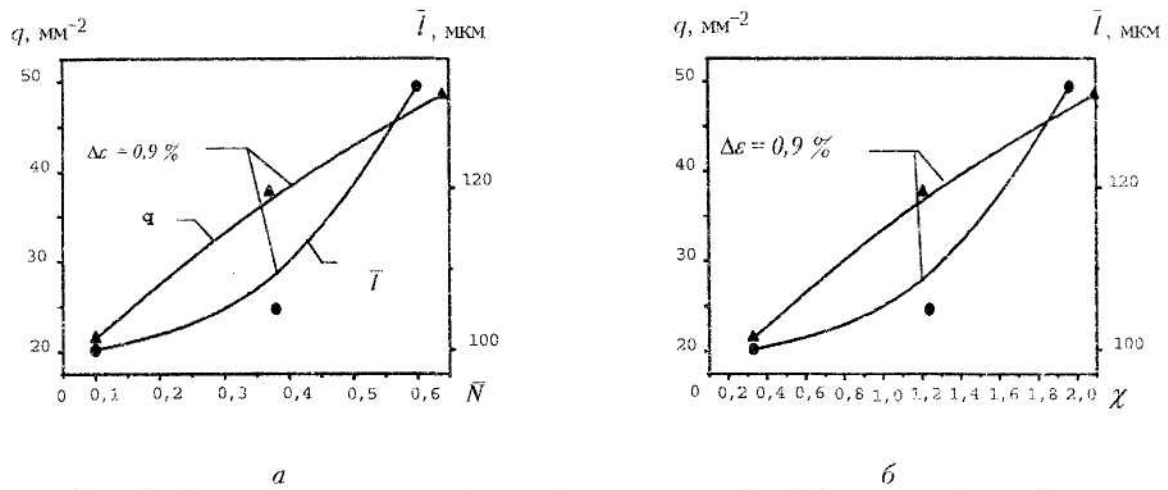 q, мм⁻² l̄, мкм
50
40
30
20
Δε = 0,9 %
q
l̄
120
100
0 0,1 0,2 0,3 0,4 0,5 0,6 N̄
а
q, мм⁻² l̄, мкм
50
40
30
20
Δε = 0,9 %
120
100
0 0,2 0,4 0,6 0,8 1,0 1,2 1,4 1,6 1,8 2,0 χ
б